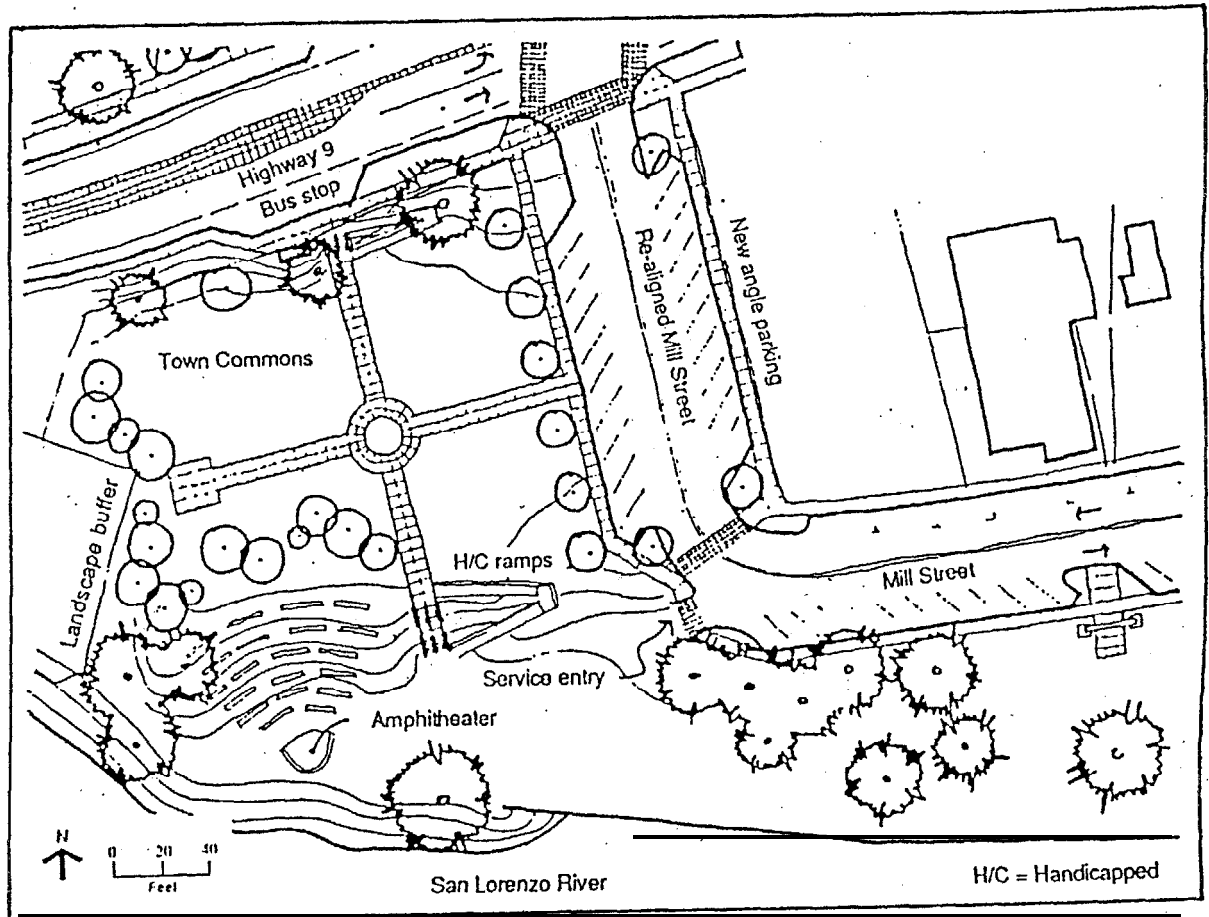 Highway 9
Bus stop
Town Commons
Re-aligned Mill Street
New angle parking
Landscape buffer
H/C ramps
Mill Street
Service entry
Amphitheater
N
0 20 40
Feet
San Lorenzo River
H/C = Handicapped